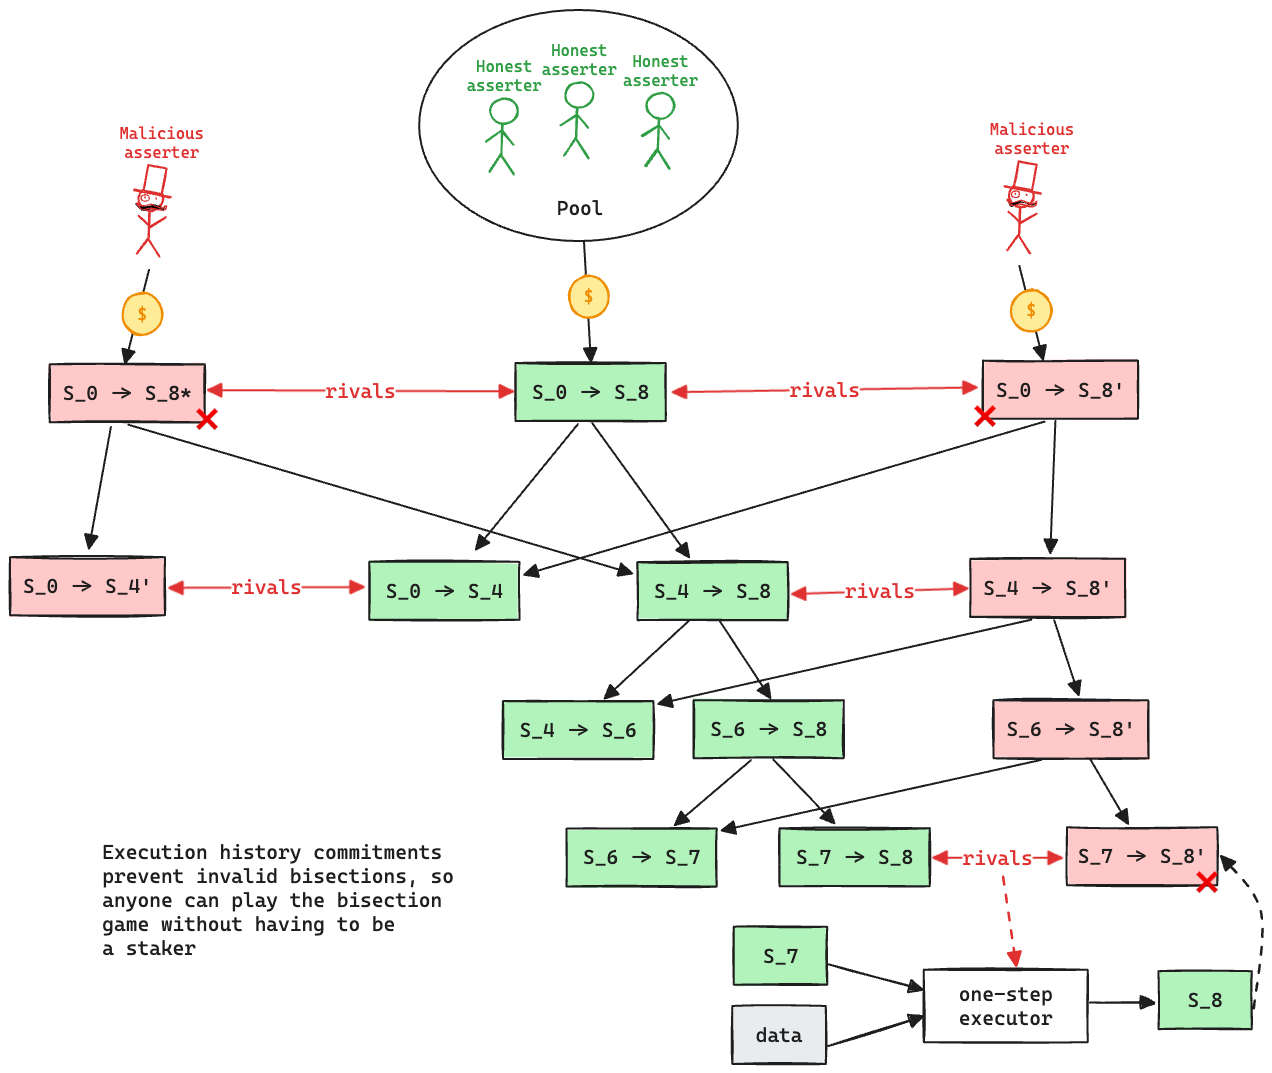 Honest
asserter
Honest
asserter
Honest
asserter
Malicious
asserter
Malicious
asserter
Pool
$
$
$
S_0 → S_8*
rivals
S_0 → S_8
rivals
S_0 → S_8'
S_0 → S_4'
rivals
S_0 → S_4
S_4 → S_8
rivals
S_4 → S_8'
S_4 → S_6
S_6 → S_8
S_6 → S_8'
S_6 → S_7
S_7 → S_8
rivals
S_7 → S_8'
Execution history commitments
prevent invalid bisections, so
anyone can play the bisection
game without having to be
a staker
S_7
data
one-step
executor
S_8